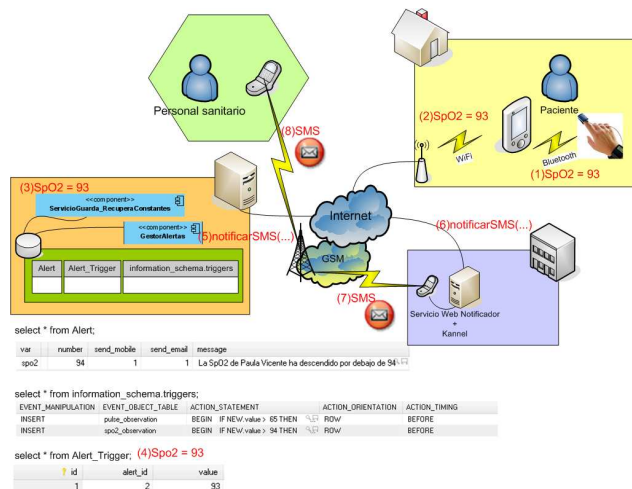 Personal sanitario
(8)SMS
(2)SpO2 = 93
Paciente
WiFi
Bluetooth
(1)SpO2 = 93
(3)SpO2 = 93
<<component>>
ServicioGuarda_RecuperaConstantes
<<component>>
GestorAlertas
(5)notificarSMS(...)
Internet
GSM
(6)notificarSMS(...)
(7)SMS
Alert Alert_Trigger information_schema.triggers
Servicio Web Notificador
+
Kannel
select * from Alert;
var number send_mobile send_email message
spo2 94 1 1 La SpO2 de Paula Vicente ha descendido por debajo de 94
select * from information_schema.triggers;
EVENT_MANIPULATION EVENT_OBJECT_TABLE ACTION_STATEMENT ACTION_ORIENTATION ACTION_TIMING
INSERT pulse_observation BEGIN IF NEW.value > 65 THEN ROW BEFORE
INSERT spo2_observation BEGIN IF NEW.value > 94 THEN ROW BEFORE
select * from Alert_Trigger; (4)Spo2 = 93
id alert_id value
1 2 93